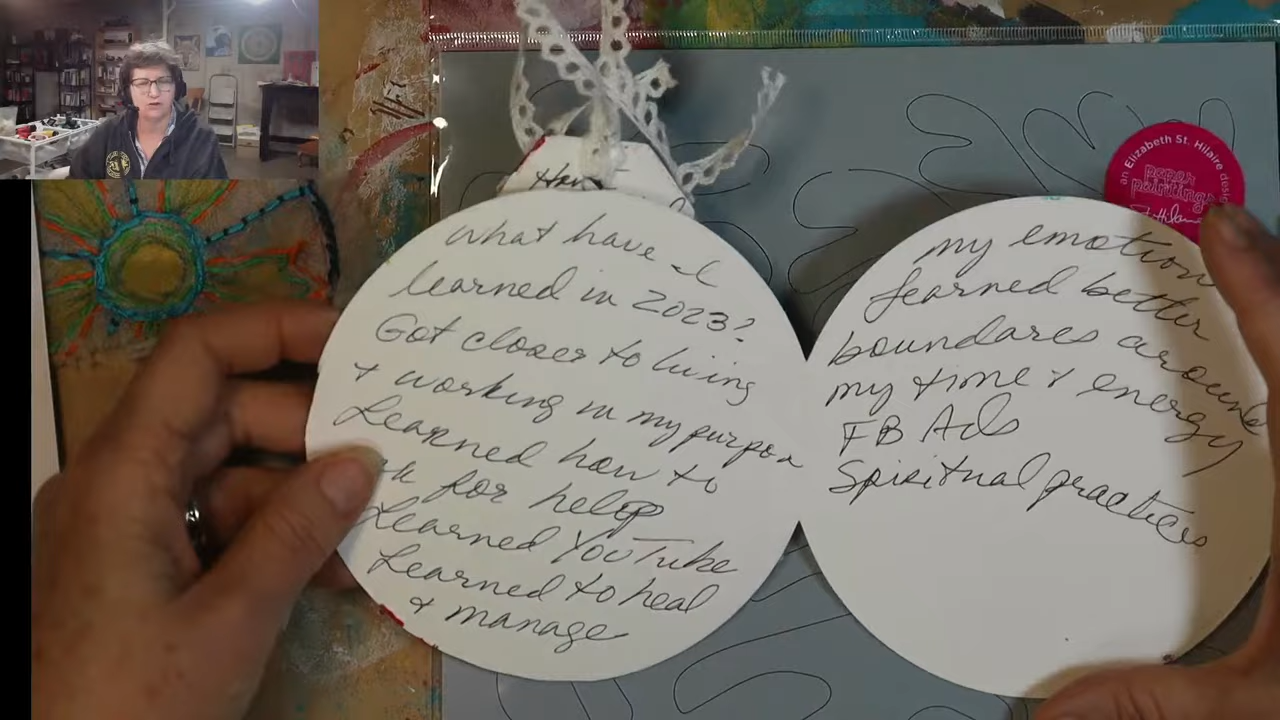 What have I
learned in 2023?
Got closer to living
+ working in my purpose
Learned how to
for help
Learned YouTube
Learned to heal
+ manage
my emotions
learned better
boundares around
my time + energy
FB Ads
Spiritual practices
an Elizabeth St. Hilaire design
paper
paintings